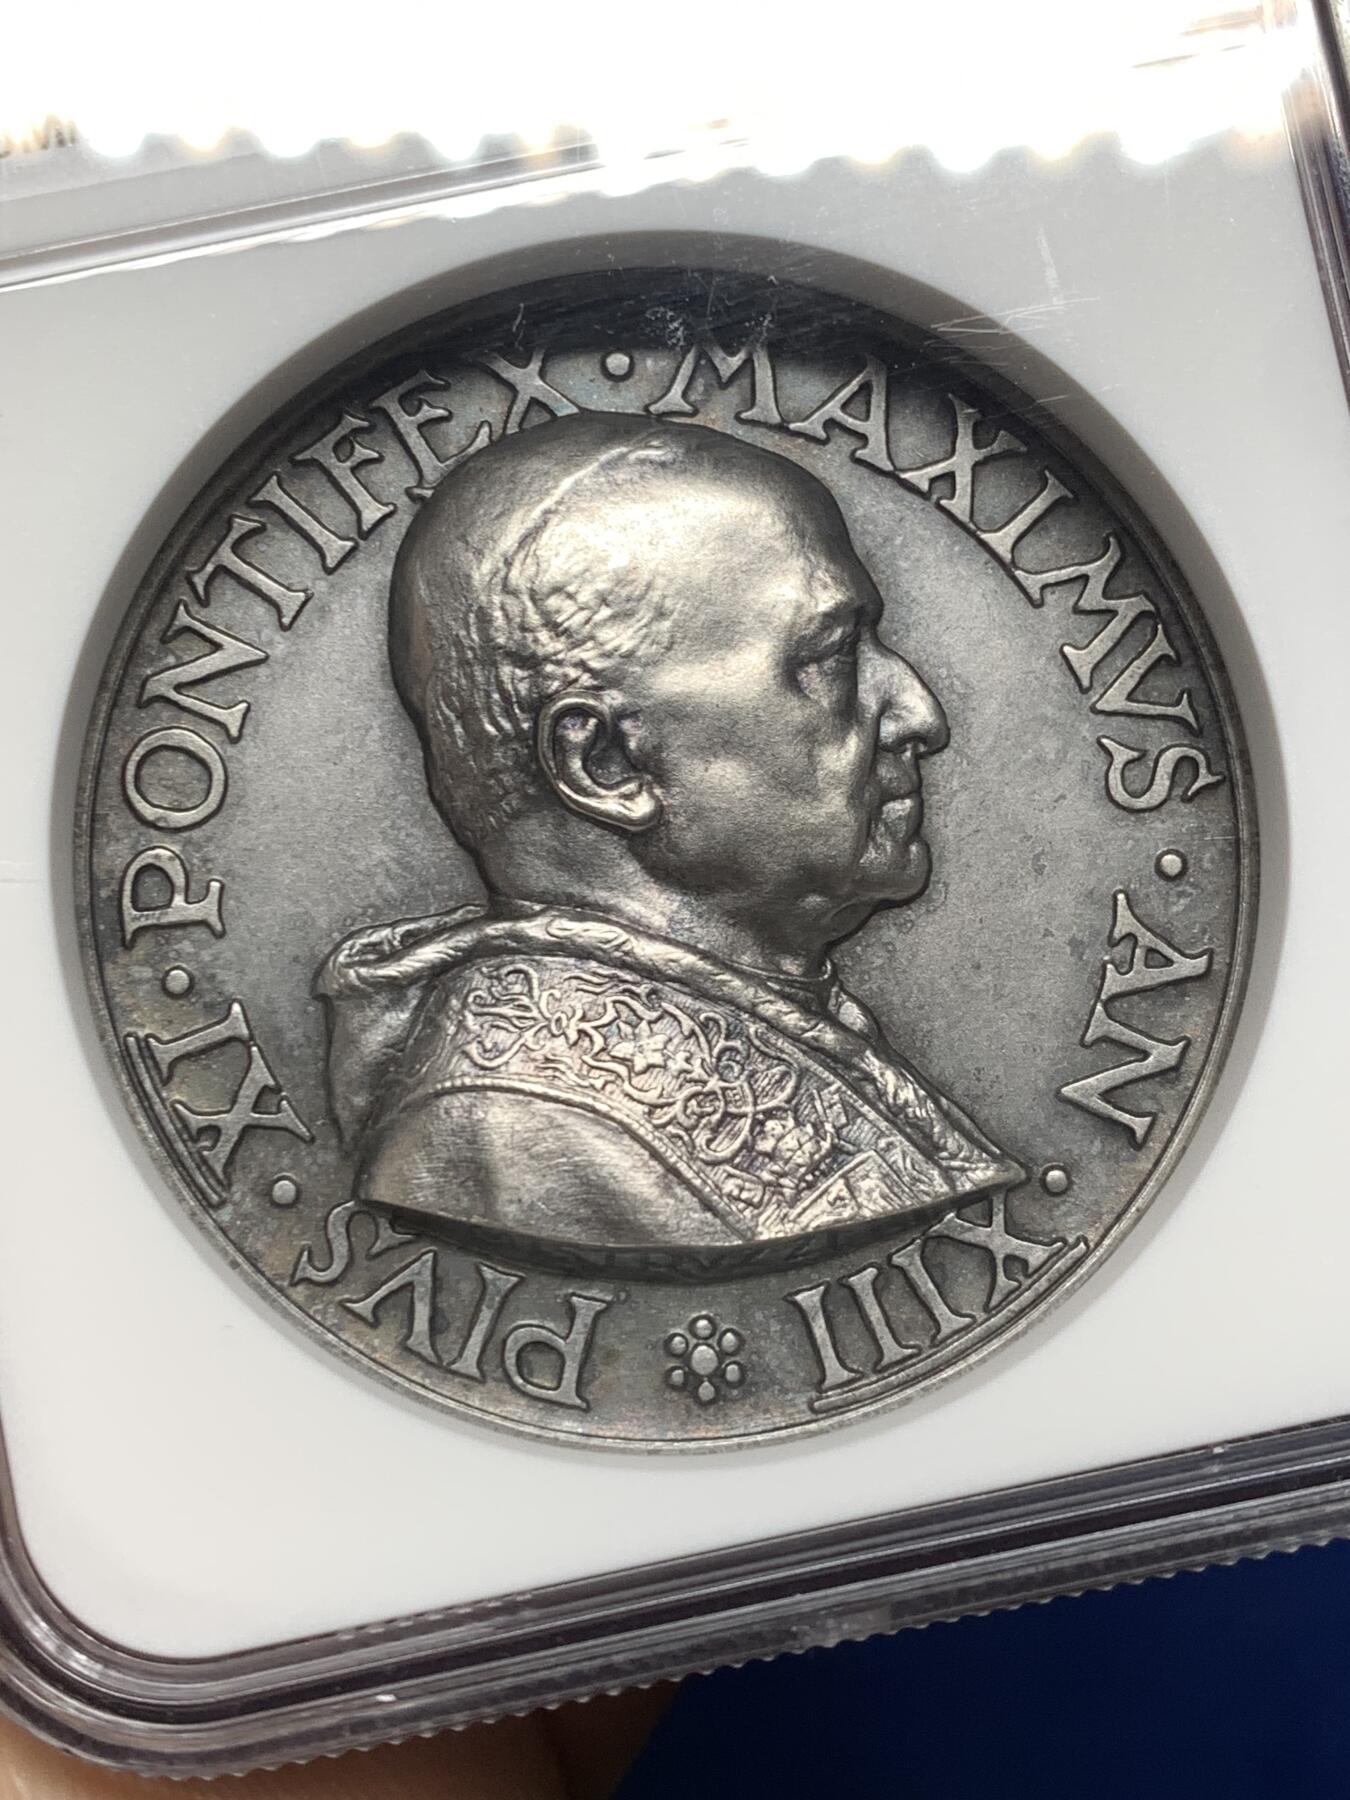 PIVS · XI · PONTIFEX · MAXIMVS · AN · XIII